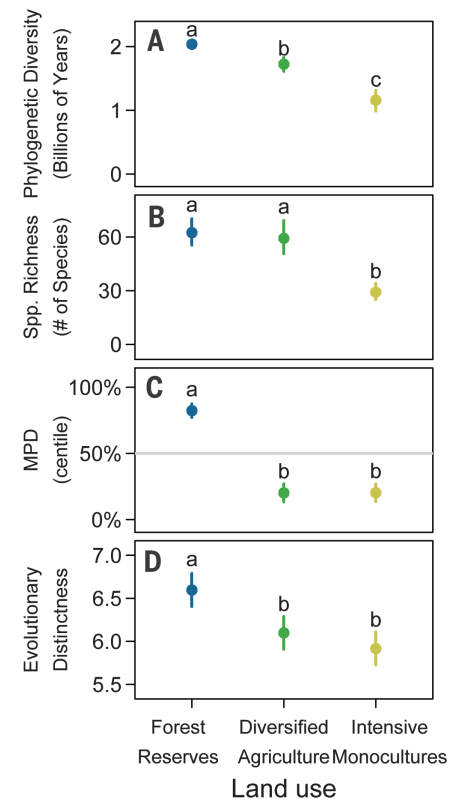 Phylogenetic Diversity
(Billions of Years)
A
2
1
0
a
b
c
Spp. Richness
(# of Species)
B
60
30
0
a
a
b
MPD
(centile)
C
100%
50%
0%
a
b
b
Evolutionary
Distinctness
D
7.0
6.5
6.0
5.5
a
b
b
Forest Diversified Intensive
Reserves Agriculture Monocultures
Land use